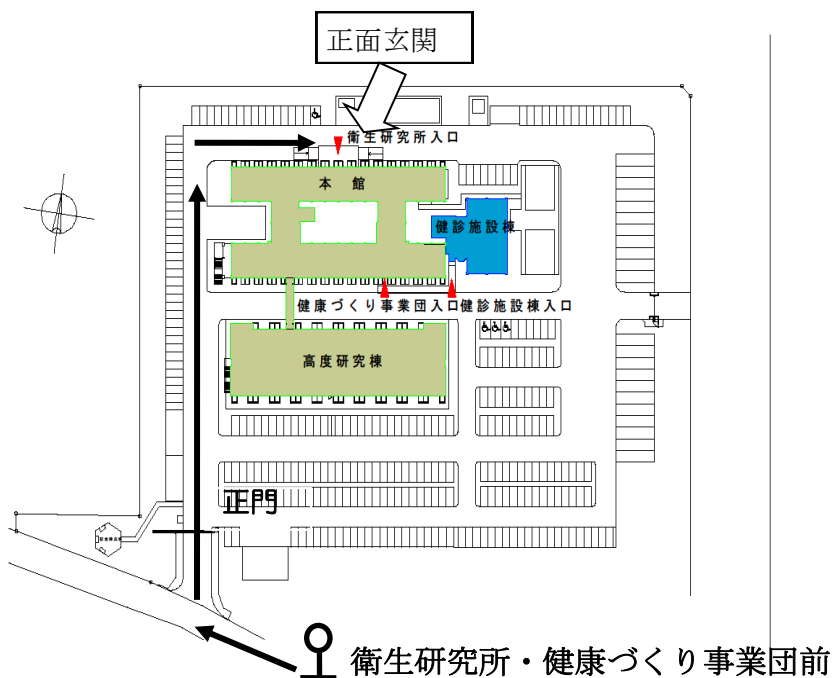 正面玄関
衛生研究所入口
本 館
健診施設棟
健康づくり事業団入口
健診施設棟入口
高度研究棟
正門
衛生研究所・健康づくり事業団前